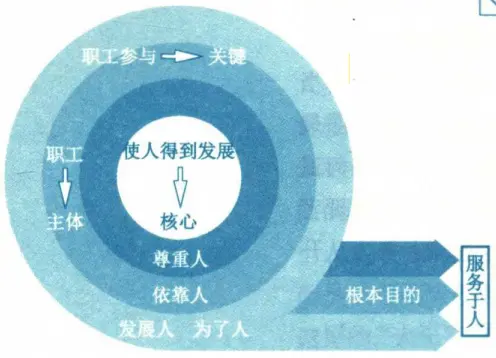 职工参与 → 关键
职工
↓
主体
使人得到发展
⇩
核心
尊重人
依靠人
发展人 为了人
根本目的
服务于人